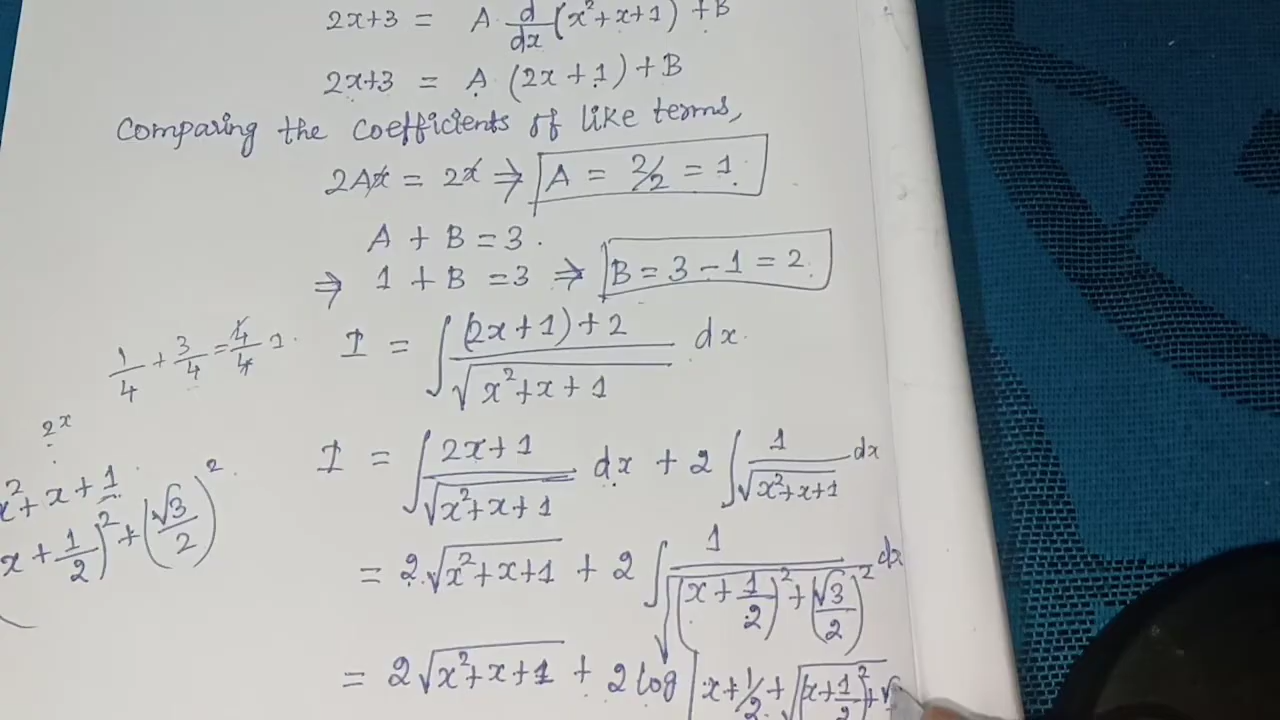 2x+3 = A d/dx (x²+x+1) + B
2x+3 = A (2x+1) + B
Comparing the coefficients of like terms,
2Ax = 2x ⇒ A = 2/2 = 1.
A + B = 3.
⇒ 1 + B = 3 ⇒ B = 3 − 1 = 2.
1/4 + 3/4 = 4/4 1.
I = ∫ (2x+1)+2 / √(x²+x+1) dx.
2x
x²+x+1
I = ∫ 2x+1 / √(x²+x+1) dx + 2 ∫ 1 / √(x²+x+1) dx
x+1/2)² + (√3/2)²
= 2√(x²+x+1) + 2 ∫ 1 / √((x+1/2)² + (√3/2)²) dx
= 2√(x²+x+1) + 2 log | x+1/2 + √(x+1/2)² + √